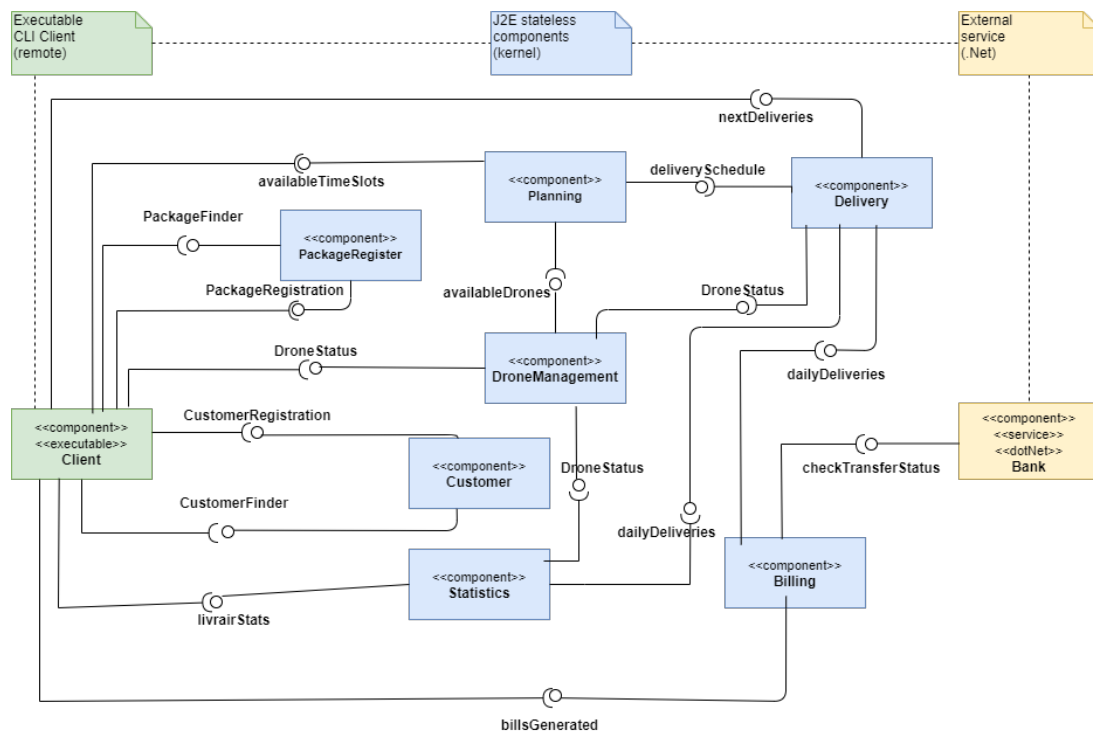 Executable
CLI Client
(remote)
J2E stateless
components
(kernel)
External
service
(.Net)
nextDeliveries
availableTimeSlots
<<component>>
Planning
deliverySchedule
<<component>>
Delivery
PackageFinder
<<component>>
PackageRegister
PackageRegistration
availableDrones
DroneStatus
DroneStatus
<<component>>
DroneManagement
dailyDeliveries
<<component>>
<<executable>>
Client
CustomerRegistration
<<component>>
Customer
DroneStatus
checkTransferStatus
<<component>>
<<service>>
<<dotNet>>
Bank
CustomerFinder
dailyDeliveries
<<component>>
Statistics
<<component>>
Billing
livrairStats
billsGenerated